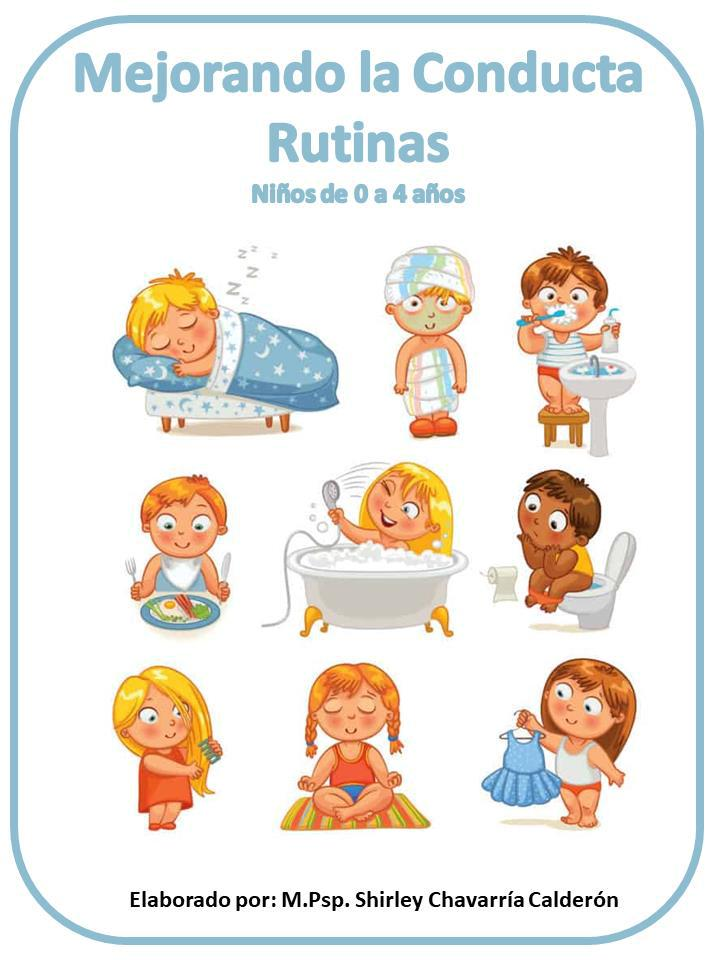 Mejorando la Conducta
Rutinas
Niños de 0 a 4 años
z z z
z z
z
z
Elaborado por: M.Psp. Shirley Chavarría Calderón